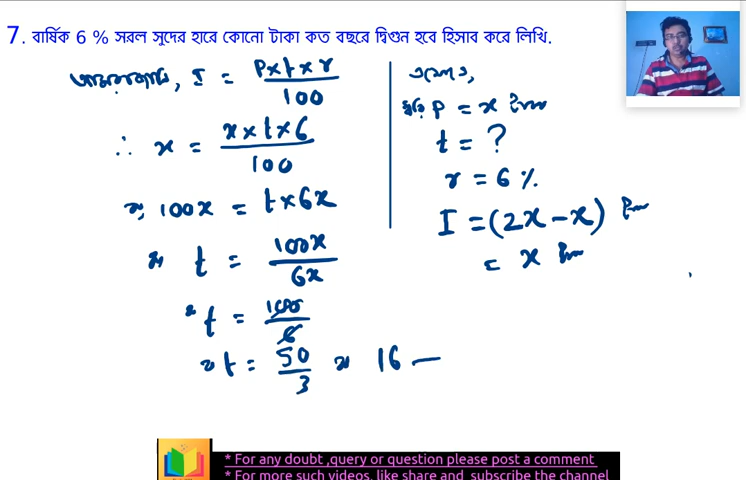 7. বার্ষিক 6 % সরল সুদের হারে কোনো টাকা কত বছরে দ্বিগুন হবে হিসাব করে লিখি.
আমরা জানি, I = P×t×r / 100
∴ x = x×t×6 / 100
বা, 100x = t×6x
বা t = 100x / 6x
বা t = 100 / 6
বা t = 50 / 3 বা 16 —
এখানে,
P = x টাকা
t = ?
r = 6 %
I = (2x – x) টাকা
= x টাকা
* For any doubt ,query or question please post a comment
* For more such videos, like share and subscribe the channel